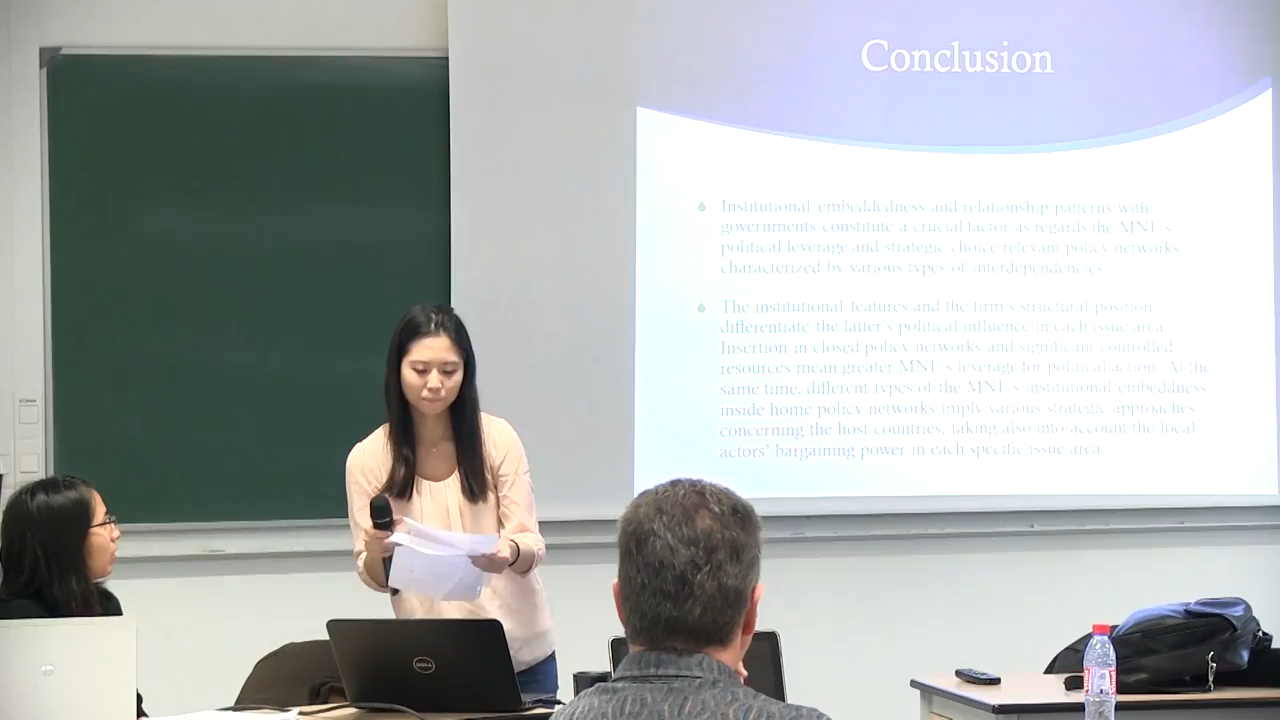 Conclusion
Institutional embeddedness and relationship patterns with
governments constitute a crucial factor as regards the MNE's
political leverage and strategic choice relevant policy networks
characterized by various types of interdependencies
The institutional features and the firm's structural position
differentiate the latter's political influence in each issue area
Insertion in closed policy networks and significant controlled
resources mean greater MNE's leverage for political action. At the
same time, different types of the MNE's institutional embeddness
inside home policy networks imply various strategic approaches
concerning the host countries, taking also into account the local
actors' bargaining power in each specific issue area
DELL
hp